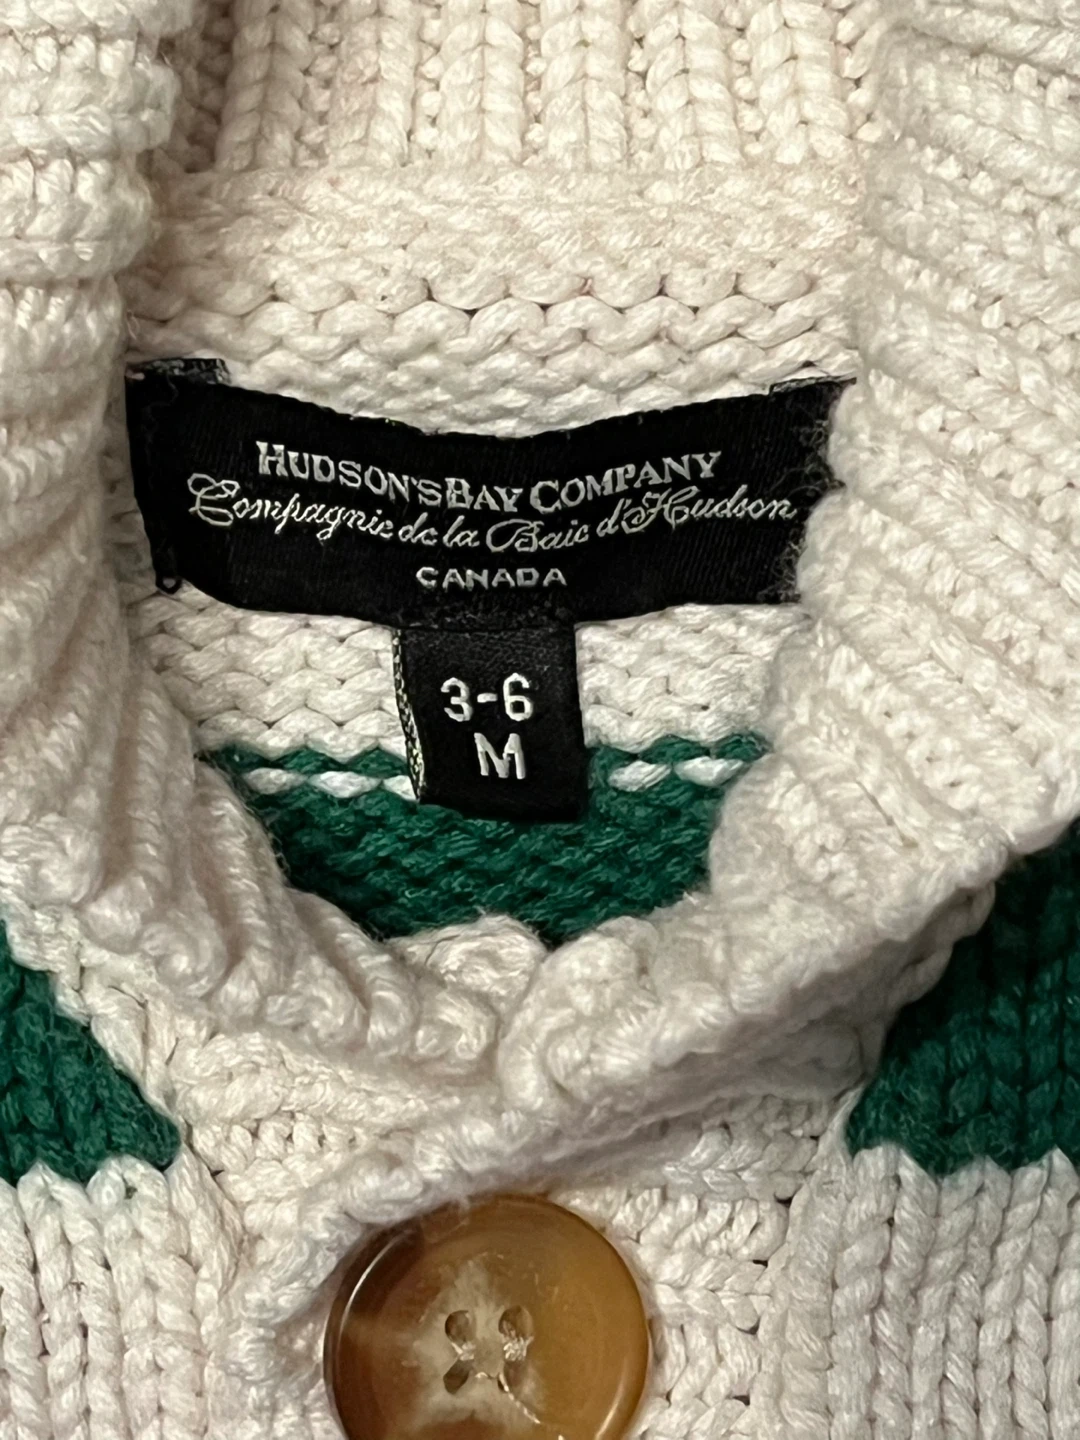 HUDSON'S BAY COMPANY
Compagnie de la Baie d'Hudson
CANADA
3-6
M